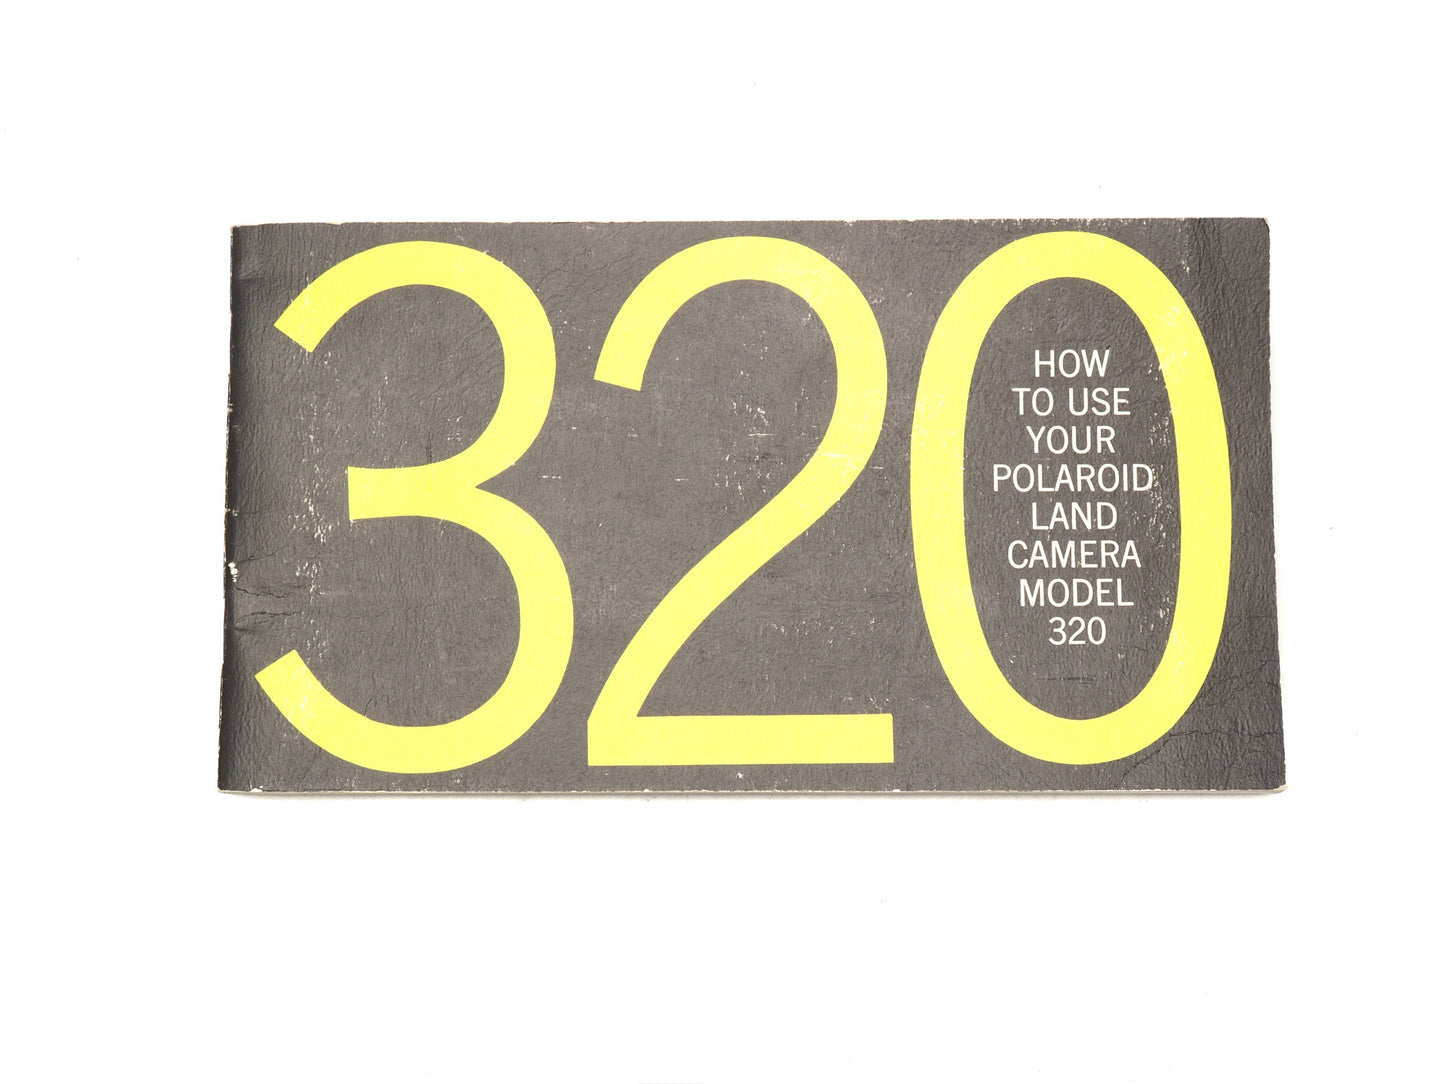 320
HOW
TO USE
YOUR
POLAROID
LAND
CAMERA
MODEL
320